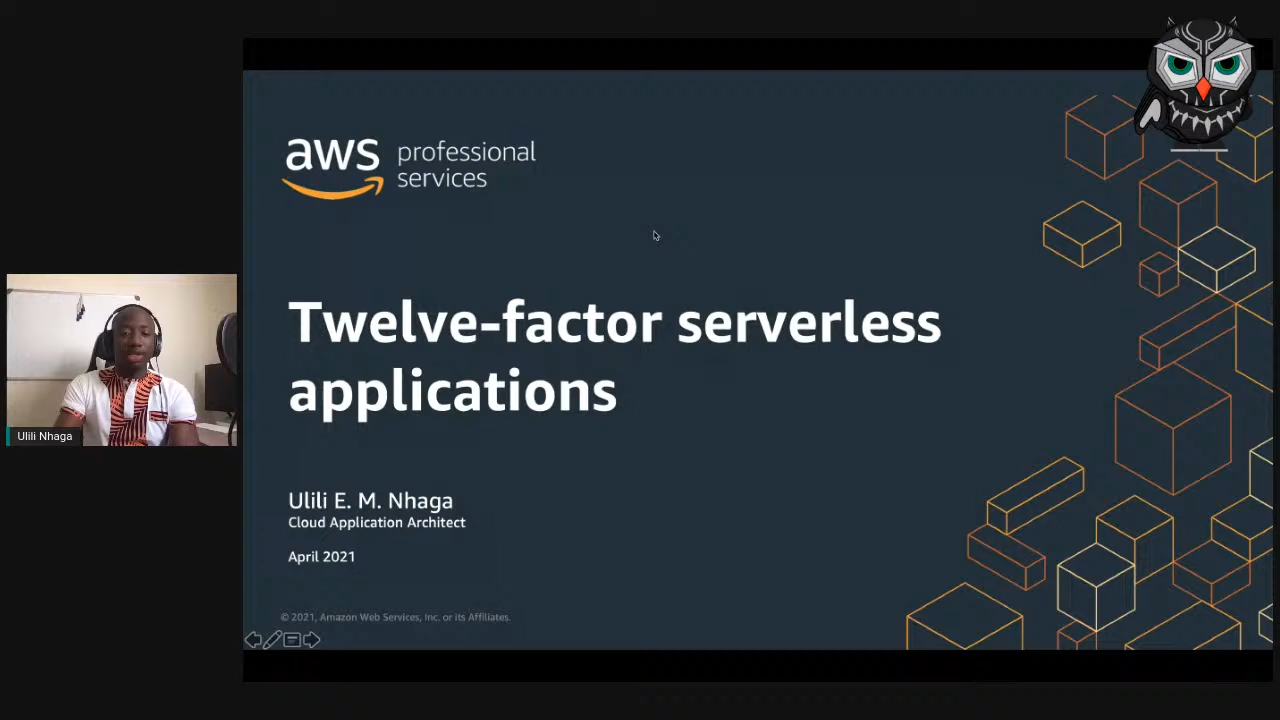 aws professional
services
Twelve-factor serverless
applications
Ulili E. M. Nhaga
Cloud Application Architect
April 2021
© 2021, Amazon Web Services, Inc. or its Affiliates.
Ulili Nhaga